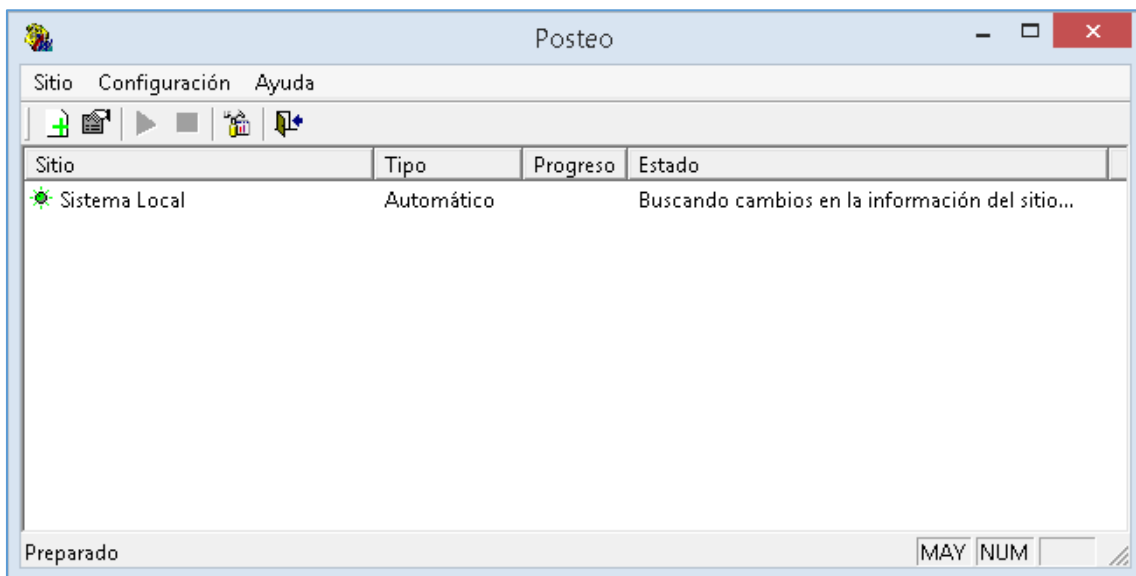 Posteo
Sitio Configuración Ayuda
Sitio Tipo Progreso Estado
Sistema Local Automático Buscando cambios en la información del sitio...
Preparado MAY NUM